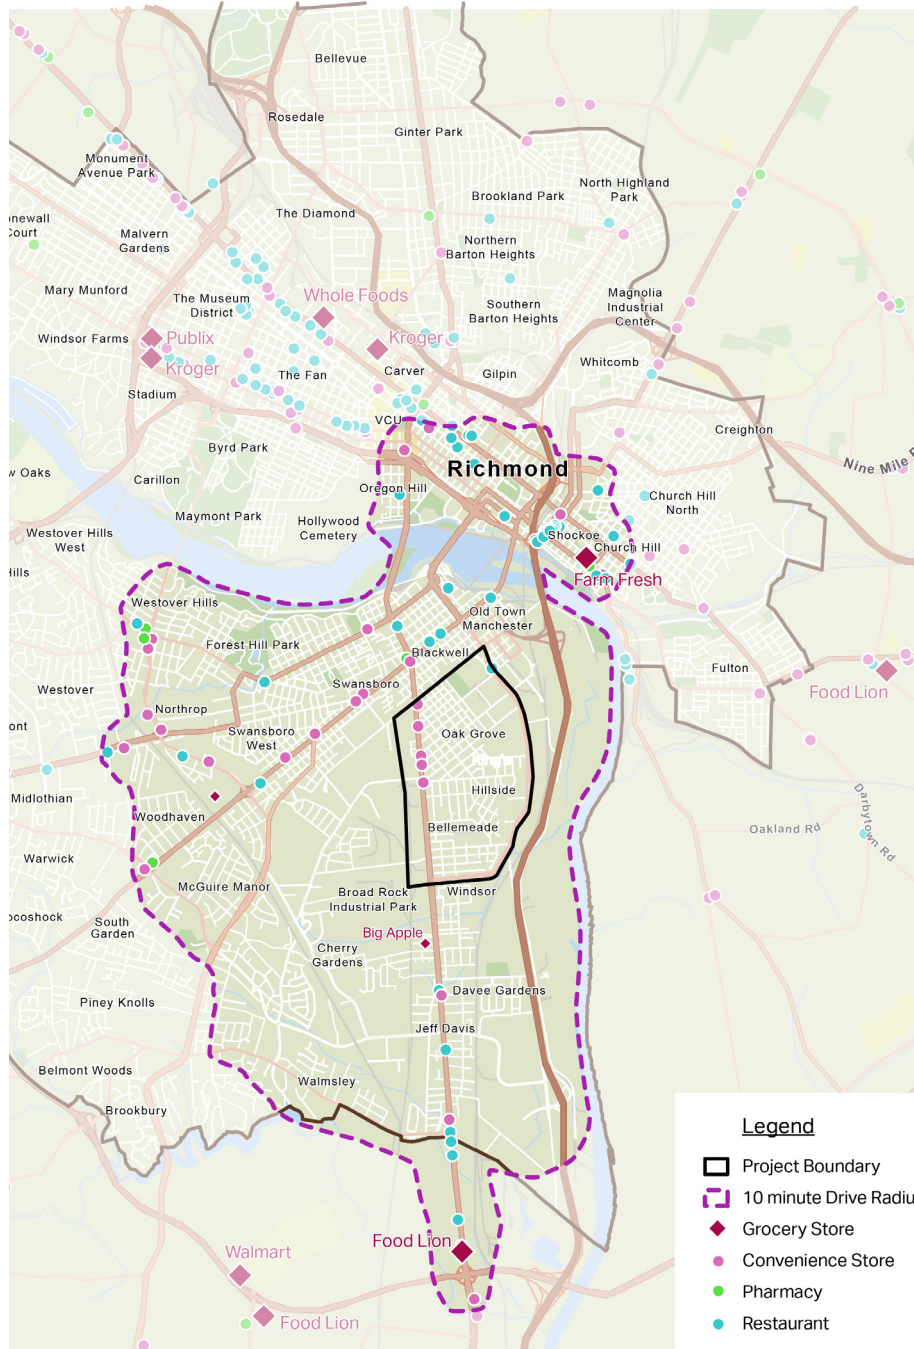 Bellevue
Rosedale
Ginter Park
Monument
Avenue Park
North Highland
Park
Brookland Park
The Diamond
onewall
Court
Malvern
Gardens
Northern
Barton Heights
Mary Munford
The Museum
District
Whole Foods
Magnolia
Industrial
Center
Southern
Barton Heights
Windsor Farms
Publix
Kroger
Kroger
Whitcomb
The Fan
Carver
Gilpin
Stadium
VCU
Creighton
Byrd Park
Richmond
Nine Mile
w Oaks
Carillon
Oregon Hill
Church Hill
North
Maymont Park
Hollywood
Cemetery
Westover Hills
West
Shockoe
Church Hill
Hills
Farm Fresh
Westover Hills
Old Town
Manchester
Forest Hill Park
Blackwell
Fulton
Westover
Swansboro
Food Lion
Northrop
ont
Swansboro
West
Oak Grove
Midlothian
Hillside
Woodhaven
Darbytown Rd
Bellemeade
Oakland Rd
Warwick
McGuire Manor
Broad Rock
Industrial Park
Windsor
ocoshock
South
Garden
Big Apple
Cherry
Gardens
Davee Gardens
Piney Knolls
Jeff Davis
Belmont Woods
Walmsley
Brookbury
Legend
Project Boundary
10 minute Drive Radiu
Grocery Store
Food Lion
Walmart
Convenience Store
Pharmacy
Food Lion
Restaurant